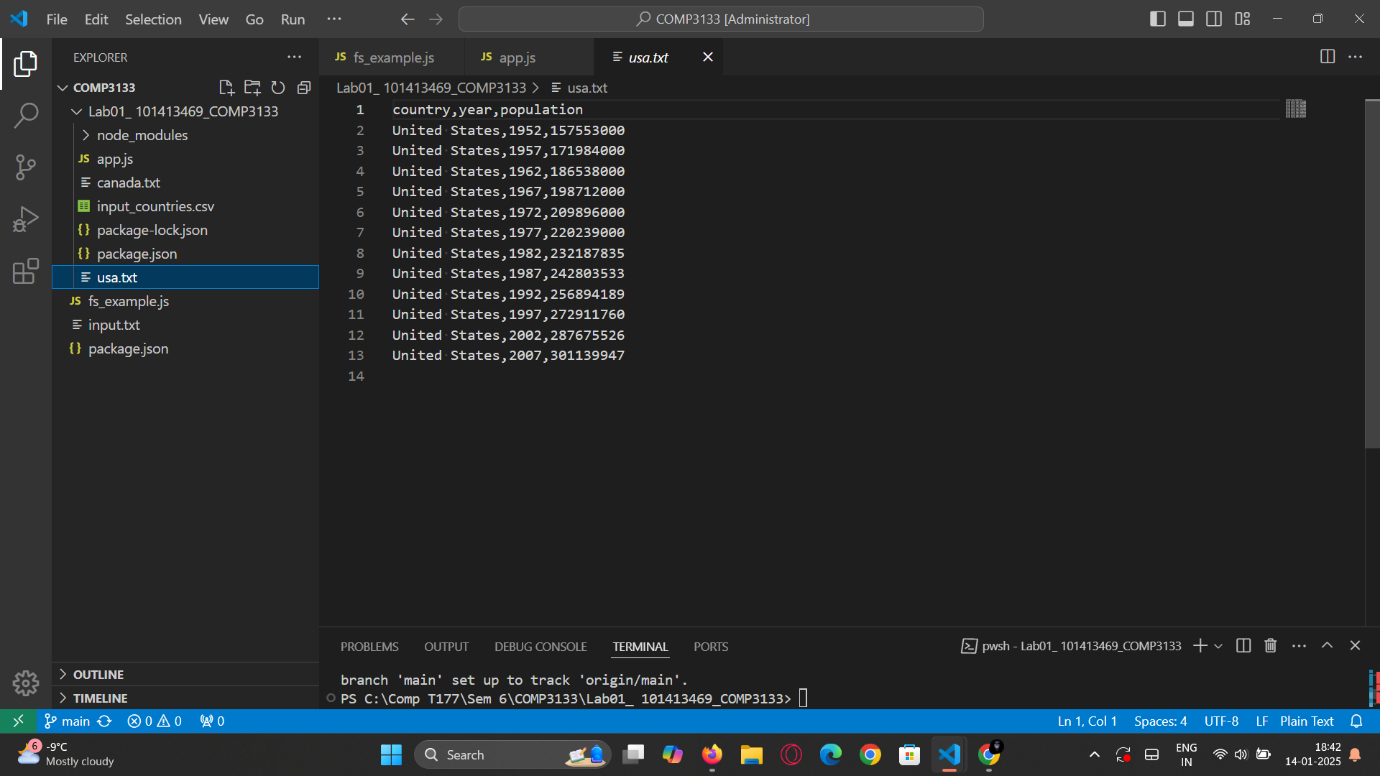 File Edit Selection View Go Run ··· COMP3133 [Administrator]
EXPLORER ···
COMP3133
Lab01_ 101413469_COMP3133
node_modules
JS app.js
canada.txt
input_countries.csv
{} package-lock.json
{} package.json
usa.txt
JS fs_example.js
input.txt
{} package.json
OUTLINE
TIMELINE
JS fs_example.js JS app.js usa.txt
Lab01_ 101413469_COMP3133 > usa.txt
1 country,year,population
2 United States,1952,157553000
3 United States,1957,171984000
4 United States,1962,186538000
5 United States,1967,198712000
6 United States,1972,209896000
7 United States,1977,220239000
8 United States,1982,232187835
9 United States,1987,242803533
10 United States,1992,256894189
11 United States,1997,272911760
12 United States,2002,287675526
13 United States,2007,301139947
14
PROBLEMS OUTPUT DEBUG CONSOLE TERMINAL PORTS pwsh - Lab01_ 101413469_COMP3133
branch 'main' set up to track 'origin/main'.
PS C:\Comp T177\Sem 6\COMP3133\Lab01_ 101413469_COMP3133>
main 0 0 0 Ln 1, Col 1 Spaces: 4 UTF-8 LF Plain Text
6 -9°C
Mostly cloudy
Search
ENG
IN
18:42
14-01-2025